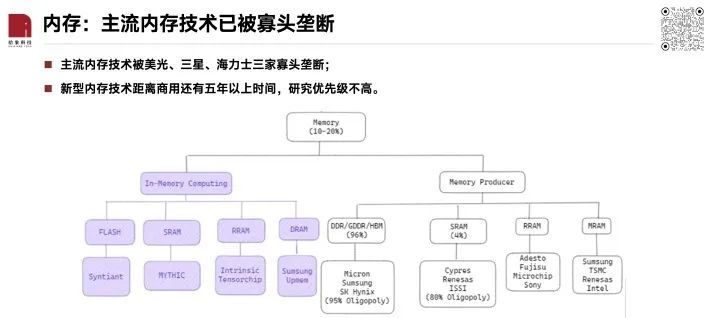 内存：主流内存技术已被寡头垄断
主流内存技术被美光、三星、海力士三家寡头垄断；
新型内存技术距离商用还有五年以上时间，研究优先级不高。
Memory
(10-20%)
In-Memory Computing
Memory Producer
FLASH
SRAM
RRAM
DRAM
DDR/GDDR/HBM
(96%)
SRAM
(4%)
RRAM
MRAM
Syntiant
MYTHIC
Intrinsic
Tensorchip
Sumsung
Upmem
Micron
Sumsung
SK Hynix
(95% Oligopoly)
Cypres
Renesas
ISSI
(80% Oligopoly)
Adesto
Fujisu
Microchip
Sony
Sumsung
TSMC
Renesas
Intel